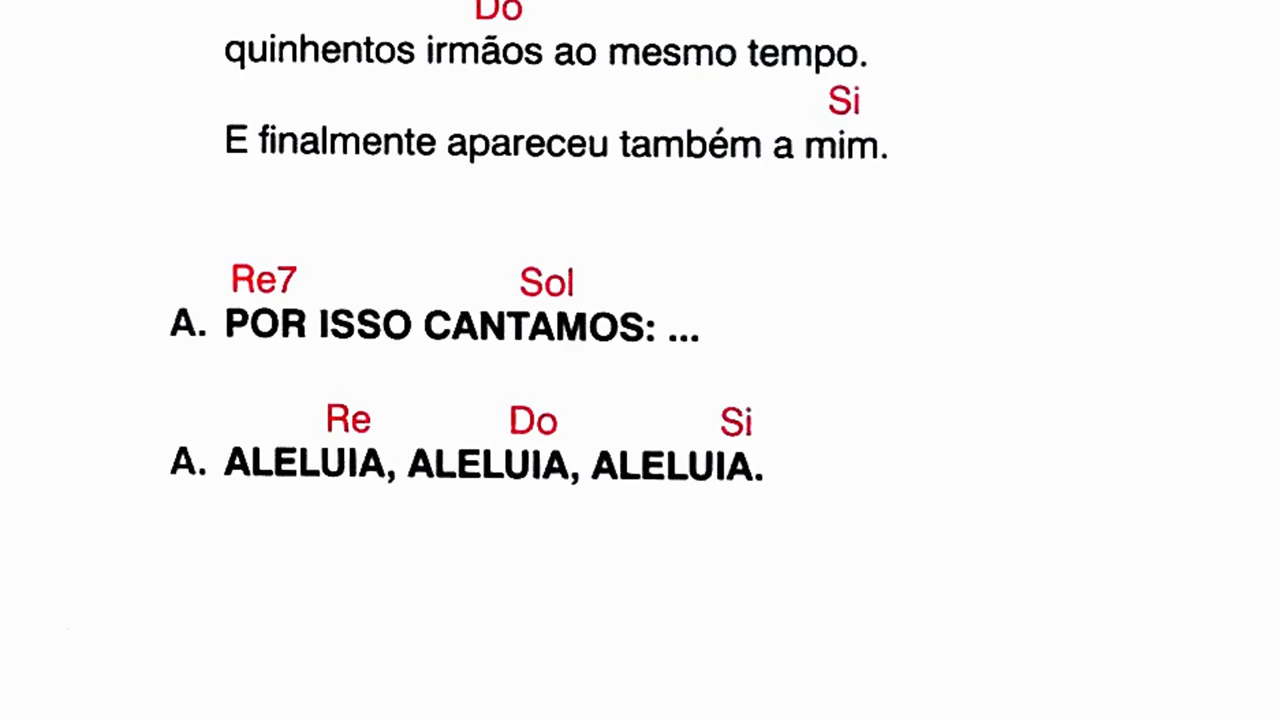 Do
quinhentos irmãos ao mesmo tempo.
Si
E finalmente apareceu também a mim.
Re7 Sol
A. POR ISSO CANTAMOS: ...
Re Do Si
A. ALELUIA, ALELUIA, ALELUIA.